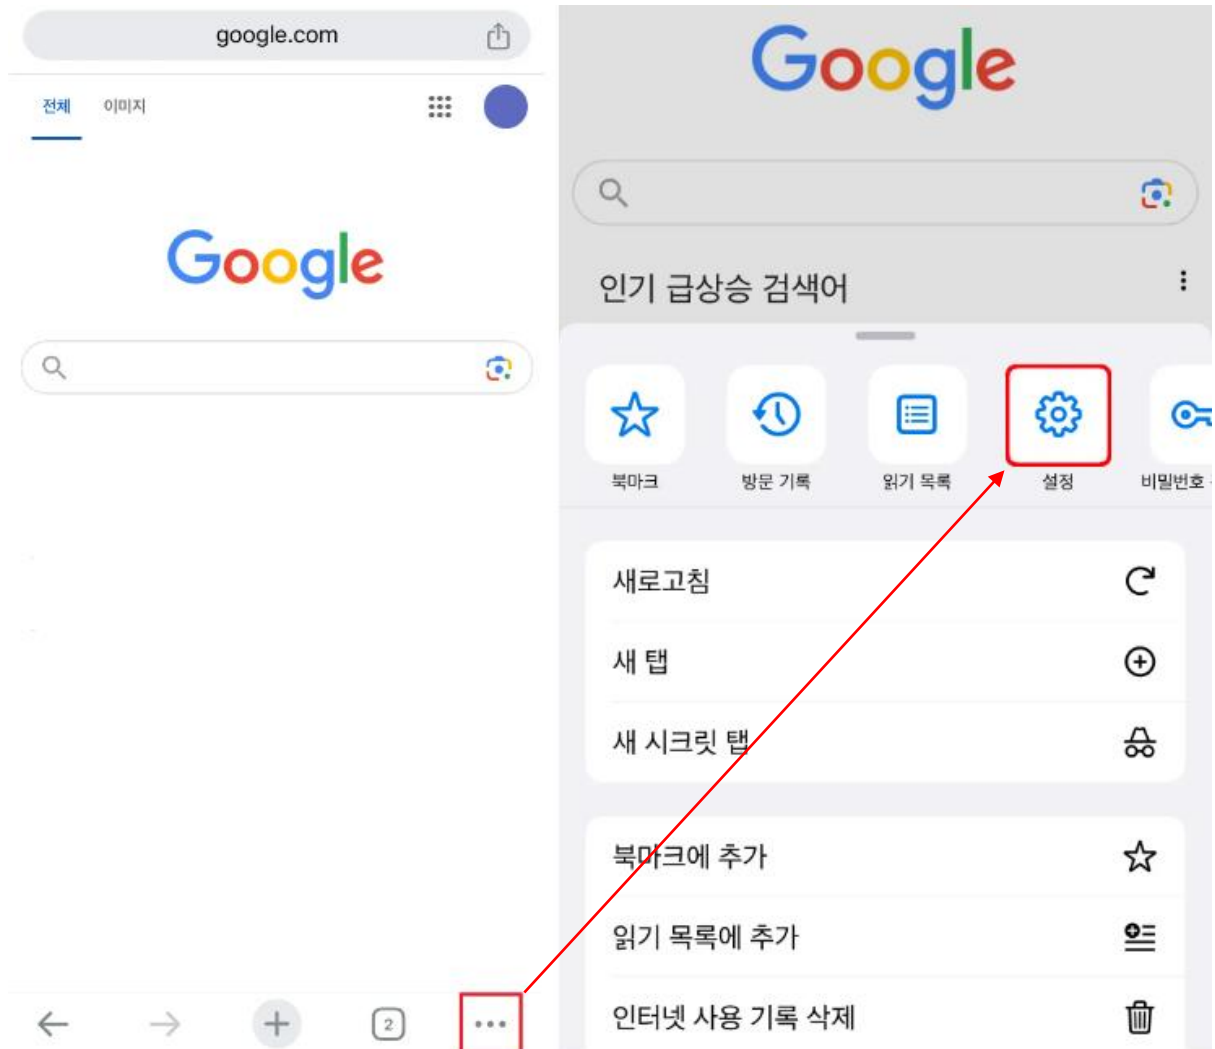 google.com
전체 이미지
Google
2
Google
인기 급상승 검색어
북마크 방문 기록 읽기 목록 설정 비밀번호
새로고침
새 탭
새 시크릿 탭
북마크에 추가
읽기 목록에 추가
인터넷 사용 기록 삭제